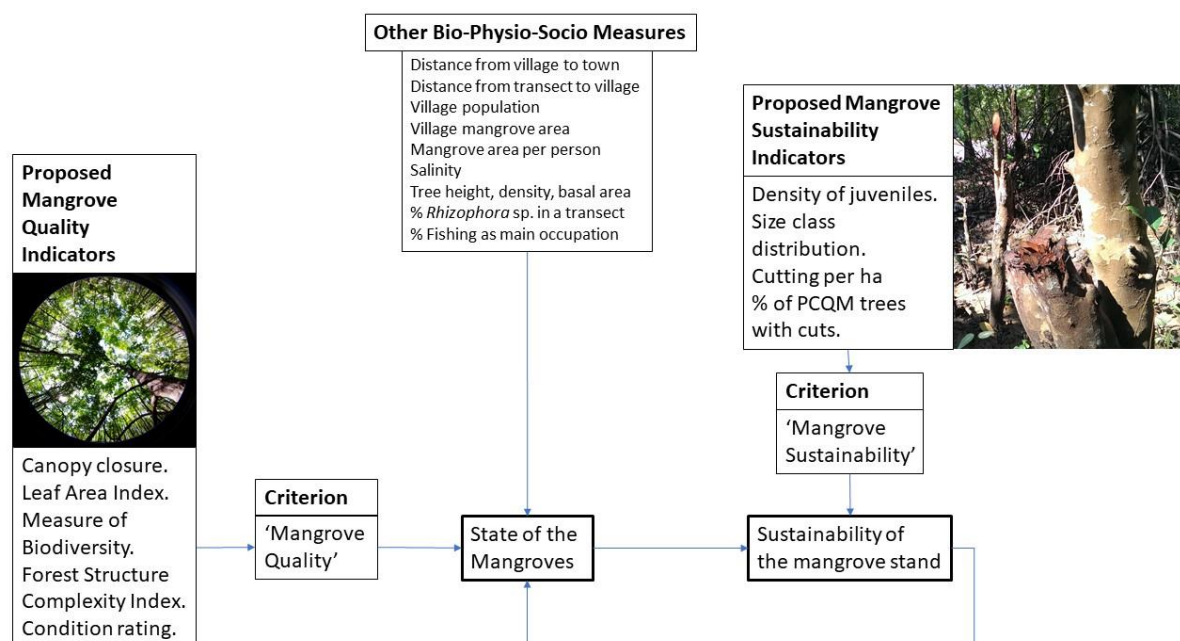 Other Bio-Physio-Socio Measures
Distance from village to town
Distance from transect to village
Village population
Village mangrove area
Mangrove area per person
Salinity
Tree height, density, basal area
% Rhizophora sp. in a transect
% Fishing as main occupation
Proposed Mangrove
Sustainability
Indicators
Density of juveniles.
Size class
distribution.
Cutting per ha
% of PCQM trees
with cuts.
Proposed
Mangrove
Quality
Indicators
Canopy closure.
Leaf Area Index.
Measure of
Biodiversity.
Forest Structure
Complexity Index.
Condition rating.
Criterion
‘Mangrove
Quality’
State of the
Mangroves
Criterion
‘Mangrove
Sustainability’
Sustainability of
the mangrove stand